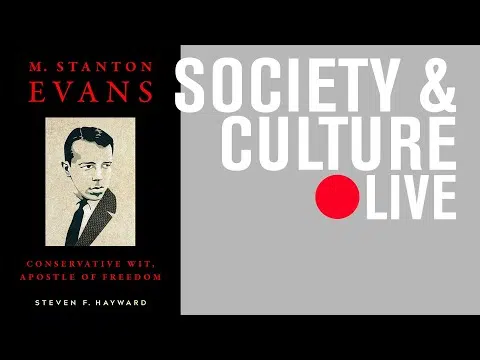 M. STANTON
EVANS
CONSERVATIVE WIT,
APOSTLE OF FREEDOM
STEVEN F. HAYWARD
SOCIETY &
CULTURE
LIVE